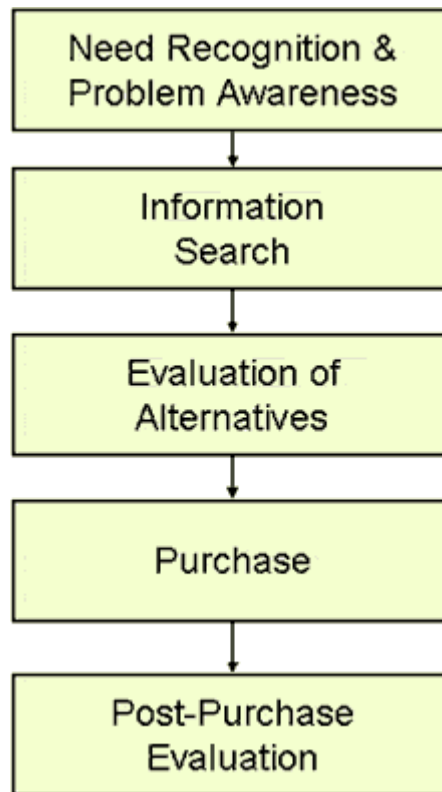 Need Recognition &
Problem Awareness
Information
Search
Evaluation of
Alternatives
Purchase
Post-Purchase
Evaluation